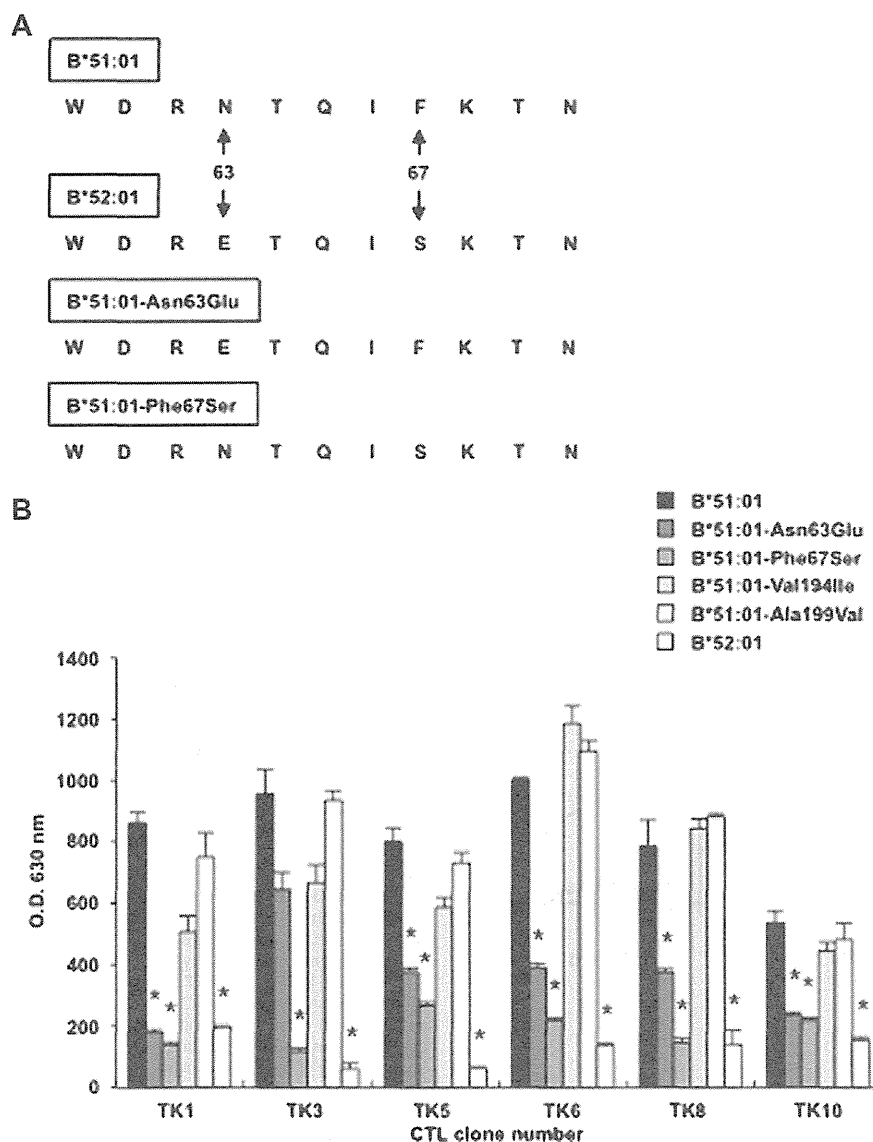 A
B*51:01
W D R N T Q I F K T N
63 67
B*52:01
W D R E T Q I S K T N
B*51:01-Asn63Glu
W D R E T Q I F K T N
B*51:01-Phe67Ser
W D R N T Q I S K T N
B
B*51:01
B*51:01-Asn63Glu
B*51:01-Phe67Ser
B*51:01-Val194Ile
B*51:01-Ala199Val
B*52:01
1400
1200
1000
800
600
400
200
0
O.D. 630 nm
* * *
* *
* * *
* * *
* * *
* * *
TK1 TK3 TK5 TK6 TK8 TK10
CTL clone number